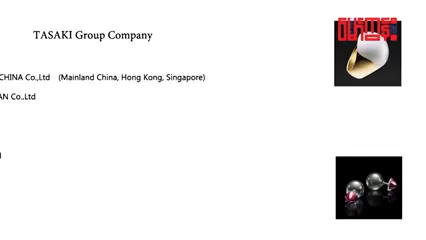 TASAKI Group Company
CHINA Co.,Ltd (Mainland China, Hong Kong, Singapore)
AN Co.,Ltd